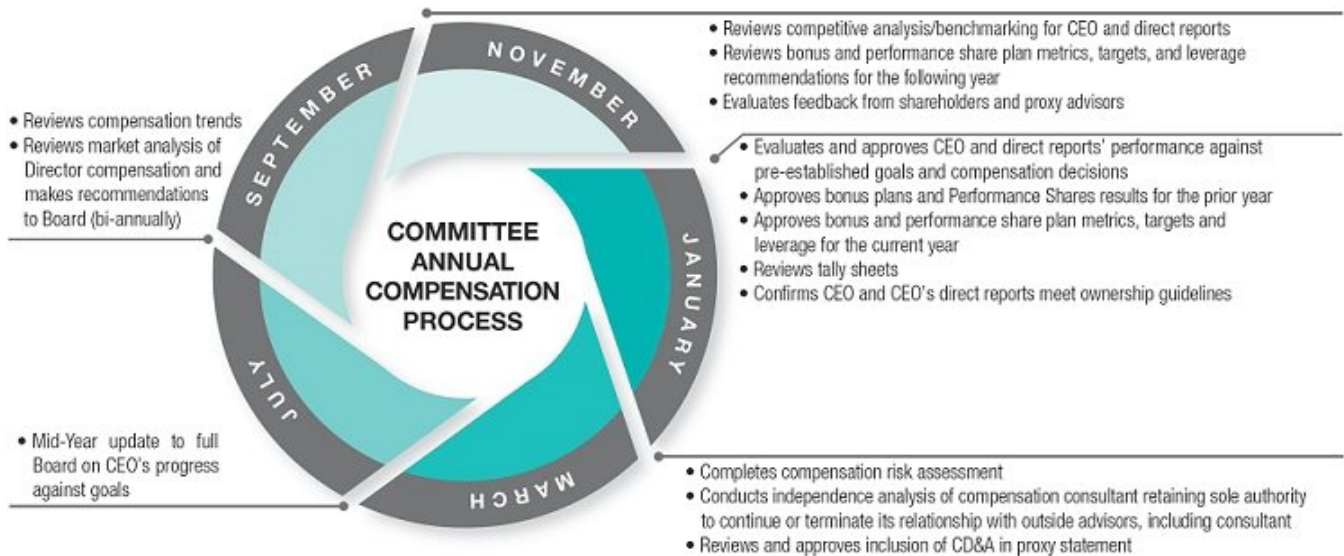 • Reviews competitive analysis/benchmarking for CEO and direct reports
• Reviews bonus and performance share plan metrics, targets, and leverage
recommendations for the following year
• Evaluates feedback from shareholders and proxy advisors
• Evaluates and approves CEO and direct reports' performance against
pre-established goals and compensation decisions
• Approves bonus plans and Performance Shares results for the prior year
• Approves bonus and performance share plan metrics, targets and
leverage for the current year
• Reviews tally sheets
• Confirms CEO and CEO's direct reports meet ownership guidelines
• Completes compensation risk assessment
• Conducts independence analysis of compensation consultant retaining sole authority
to continue or terminate its relationship with outside advisors, including consultant
• Reviews and approves inclusion of CD&A in proxy statement
• Mid-Year update to full
Board on CEO's progress
against goals
• Reviews compensation trends
• Reviews market analysis of
Director compensation and
makes recommendations
to Board (bi-annually)
NOVEMBER
JANUARY
MARCH
JULY
SEPTEMBER
COMMITTEE
ANNUAL
COMPENSATION
PROCESS